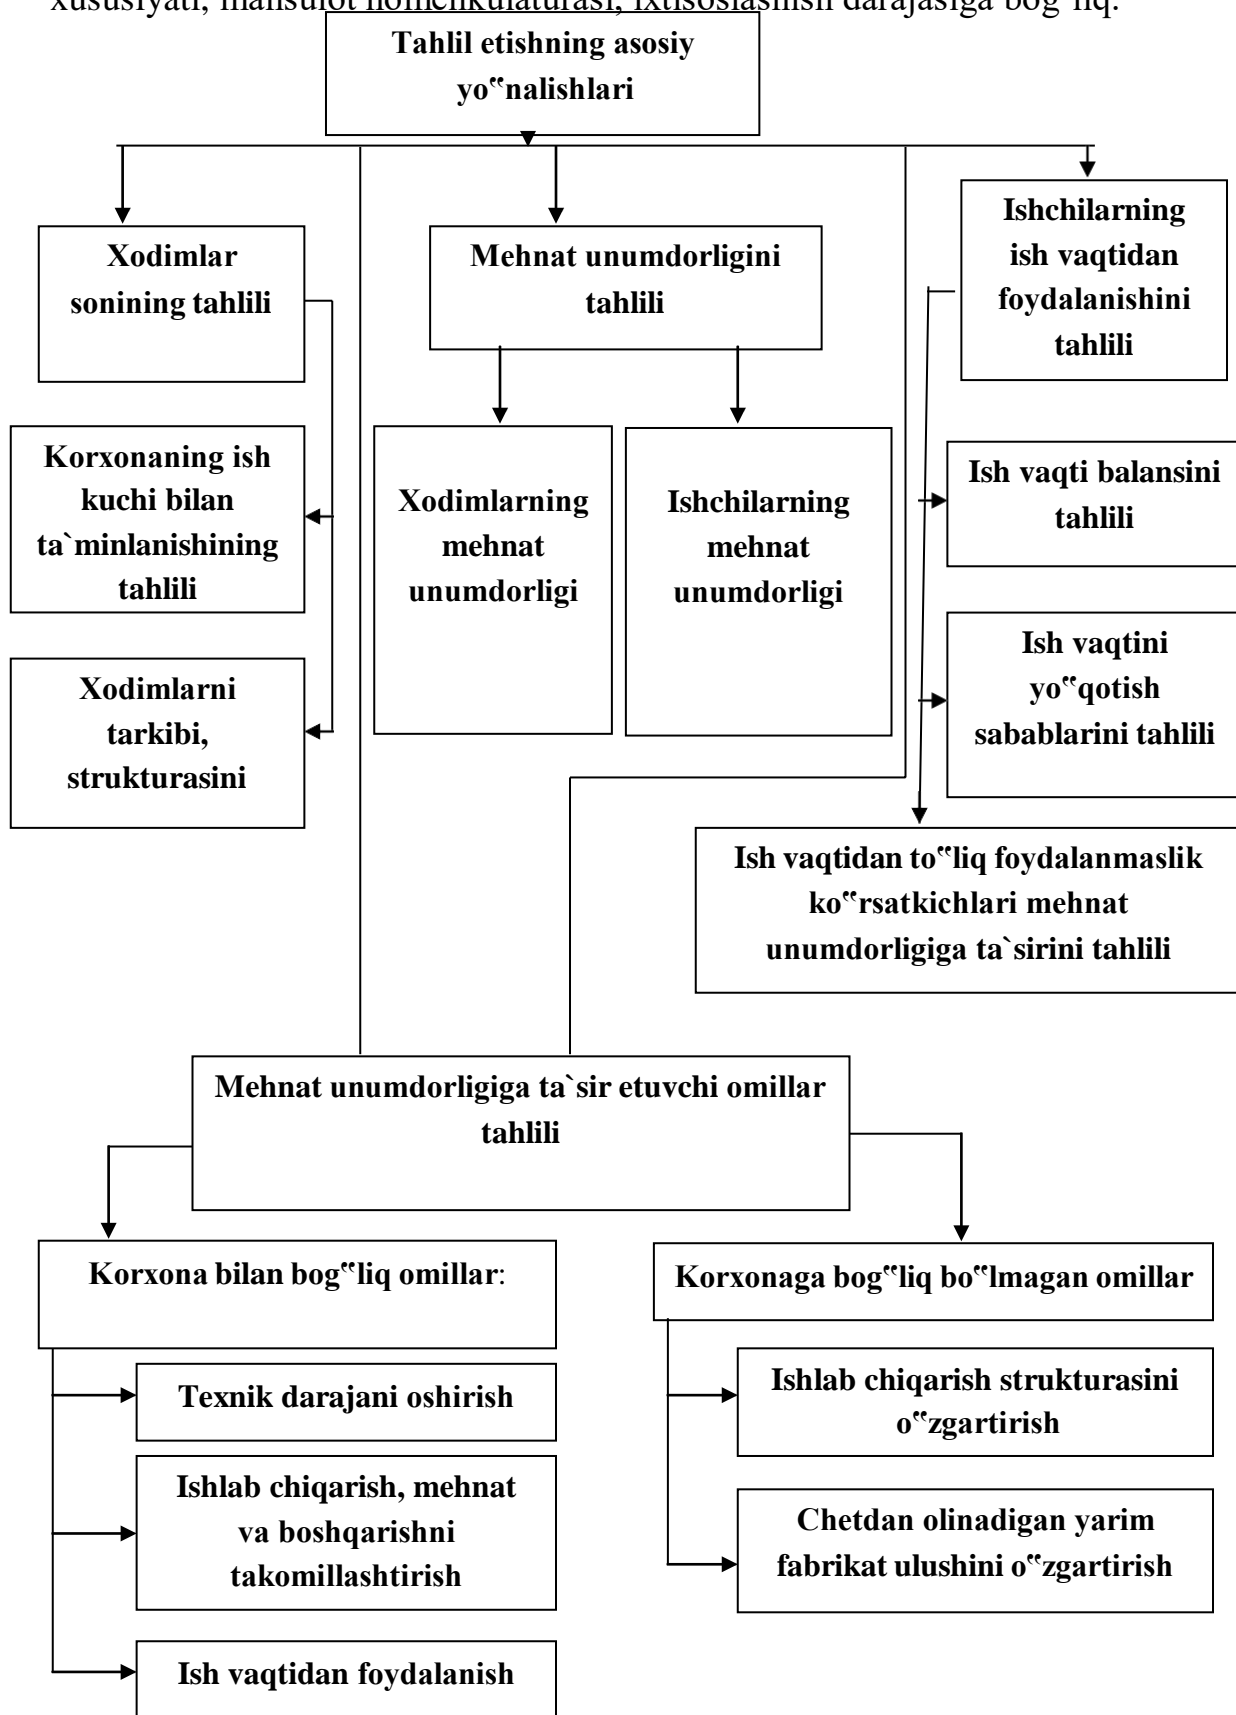 xususiyati, mahsulot nomenkulaturasi, ixtisoslashish darajasiga bog‟liq.
Tahlil etishning asosiy
yo‟nalishlari
Xodimlar
sonining tahlili
Mehnat unumdorligini
tahlili
Ishchilarning
ish vaqtidan
foydalanishini
tahlili
Korxonaning ish
kuchi bilan
ta`minlanishining
tahlili
Xodimlarning
mehnat
unumdorligi
Ishchilarning
mehnat
unumdorligi
Ish vaqti balansini
tahlili
Xodimlarni
tarkibi,
strukturasini
Ish vaqtini
yo‟qotish
sabablarini tahlili
Ish vaqtidan to‟liq foydalanmaslik
ko‟rsatkichlari mehnat
unumdorligiga ta`sirini tahlili
Mehnat unumdorligiga ta`sir etuvchi omillar
tahlili
Korxona bilan bog‟liq omillar:
Texnik darajani oshirish
Ishlab chiqarish, mehnat
va boshqarishni
takomillashtirish
Ish vaqtidan foydalanish
Korxonaga bog‟liq bo‟lmagan omillar
Ishlab chiqarish strukturasini
o‟zgartirish
Chetdan olinadigan yarim
fabrikat ulushini o‟zgartirish